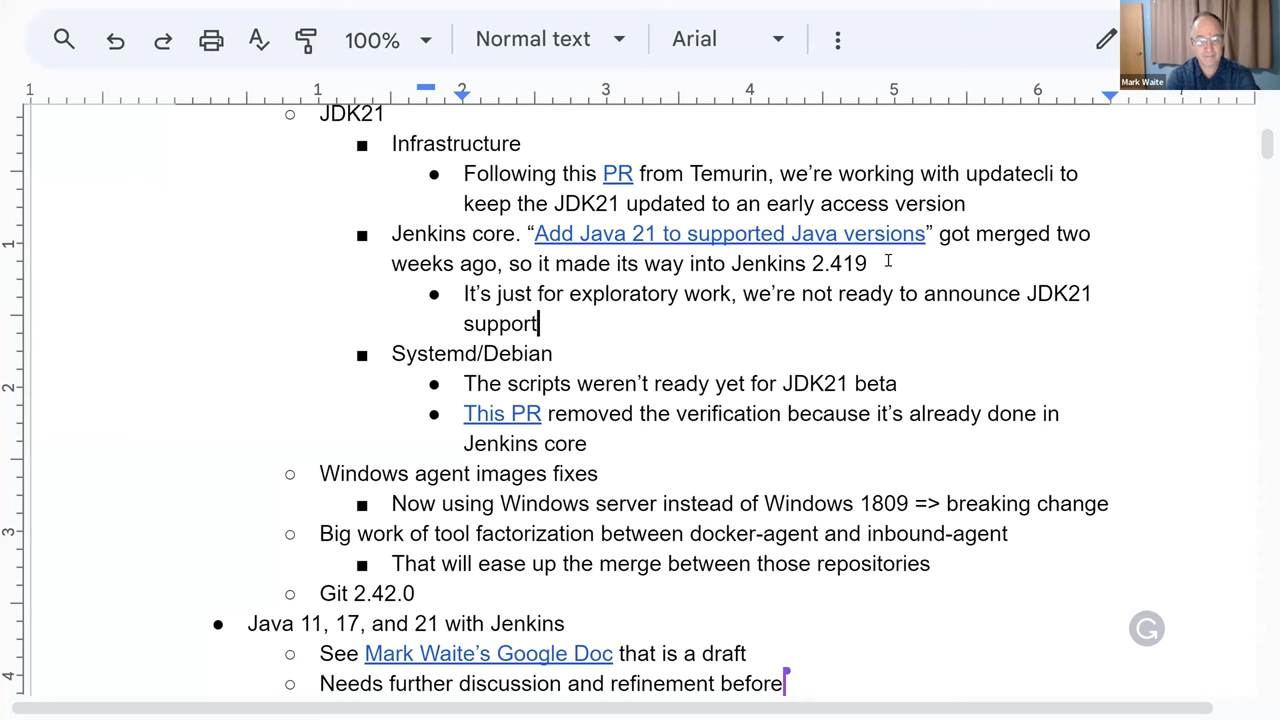 100%
Normal text
Arial
Mark Waite
1 1 2 3 4 5 6 7
JDK21
Infrastructure
Following this PR from Temurin, we’re working with updatecli to
keep the JDK21 updated to an early access version
Jenkins core. “Add Java 21 to supported Java versions” got merged two
weeks ago, so it made its way into Jenkins 2.419
It’s just for exploratory work, we’re not ready to announce JDK21
support
Systemd/Debian
The scripts weren’t ready yet for JDK21 beta
This PR removed the verification because it’s already done in
Jenkins core
Windows agent images fixes
Now using Windows server instead of Windows 1809 => breaking change
Big work of tool factorization between docker-agent and inbound-agent
That will ease up the merge between those repositories
Git 2.42.0
Java 11, 17, and 21 with Jenkins
See Mark Waite’s Google Doc that is a draft
Needs further discussion and refinement before
1
2
3
4